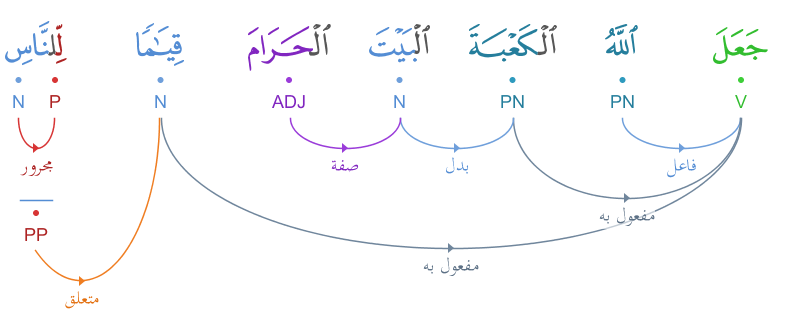 جَعَلَ ٱللَّهُ ٱلْكَعْبَةَ ٱلْبَيْتَ ٱلْحَرَامَ قِيَٰمًا لِّلنَّاسِ
V PN PN N ADJ N P N
فاعل بدل صفة مجرور
مفعول به
PP
مفعول به
متعلق